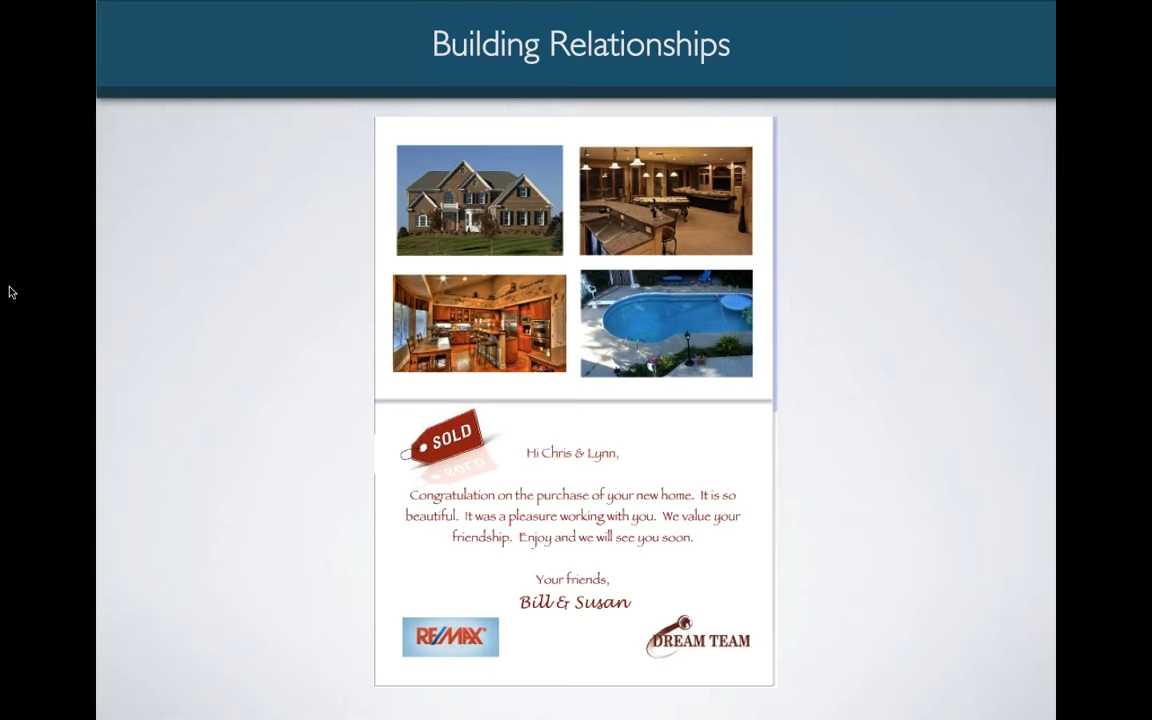 Building Relationships
SOLD
Hi Chris & Lynn,
Congratulation on the purchase of your new home. It is so
beautiful. It was a pleasure working with you. We value your
friendship. Enjoy and we will see you soon.
Your friends,
Bill & Susan
RE/MAX
DREAM TEAM